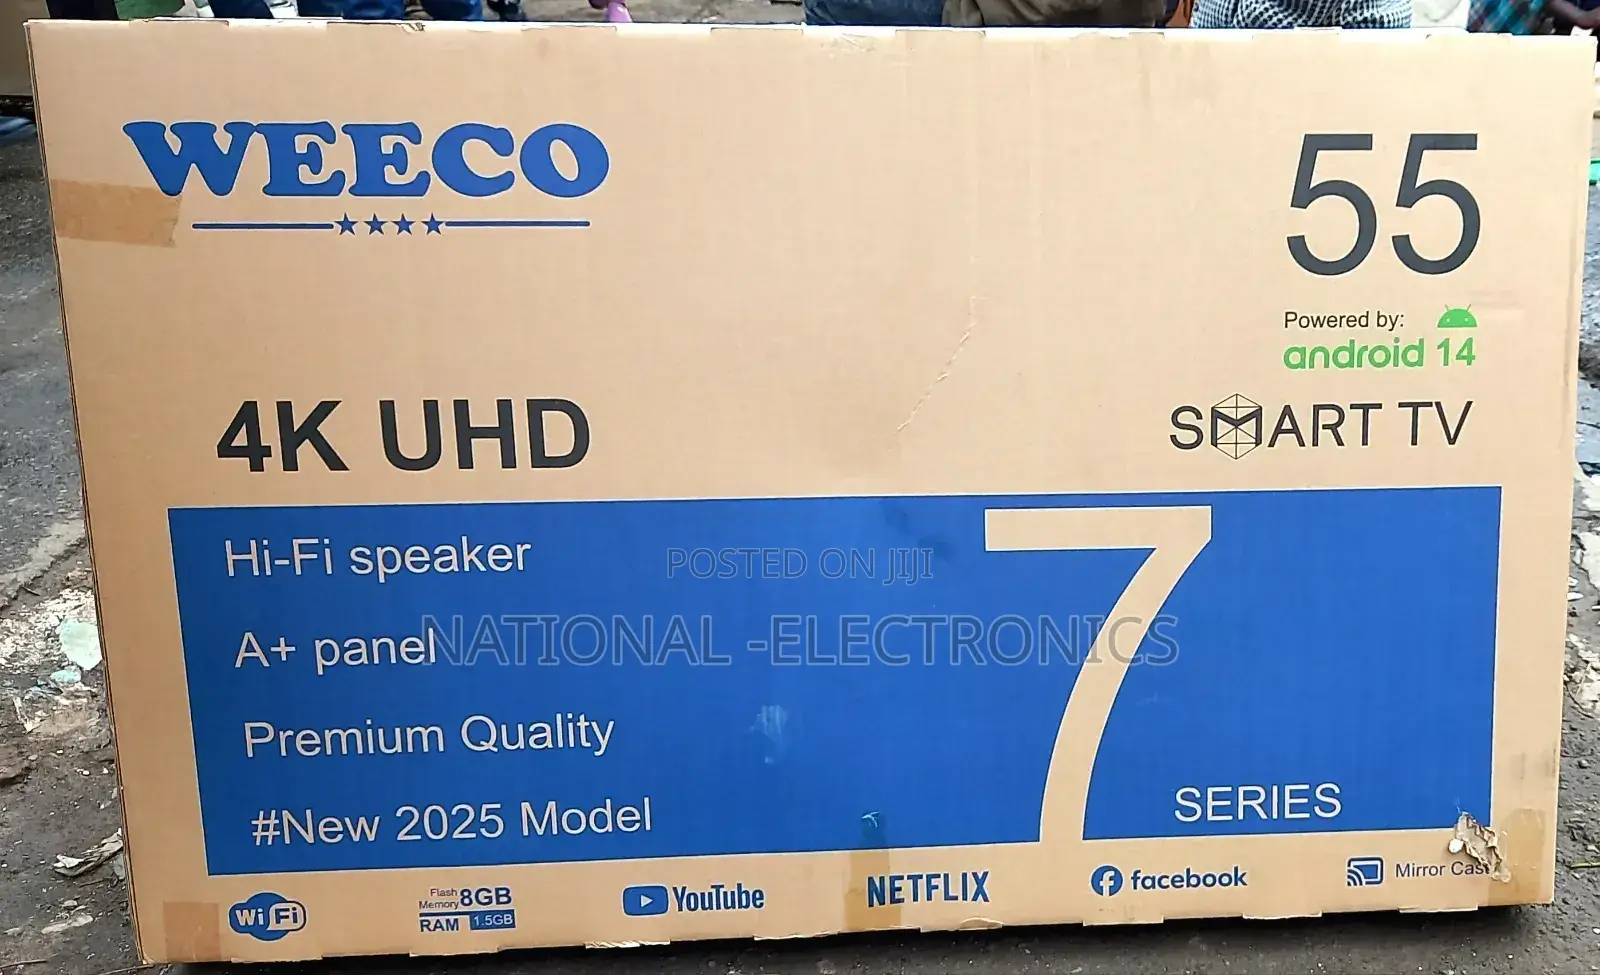 WEECO
55
Powered by:
android 14
4K UHD
SMART TV
Hi-Fi speaker
7
POSTED ON JIJI
A+ panel
NATIONAL -ELECTRONICS
Premium Quality
#New 2025 Model
SERIES
WiFi
Flash Memory 8GB
RAM 1.5GB
YouTube
NETFLIX
facebook
Mirror Cast